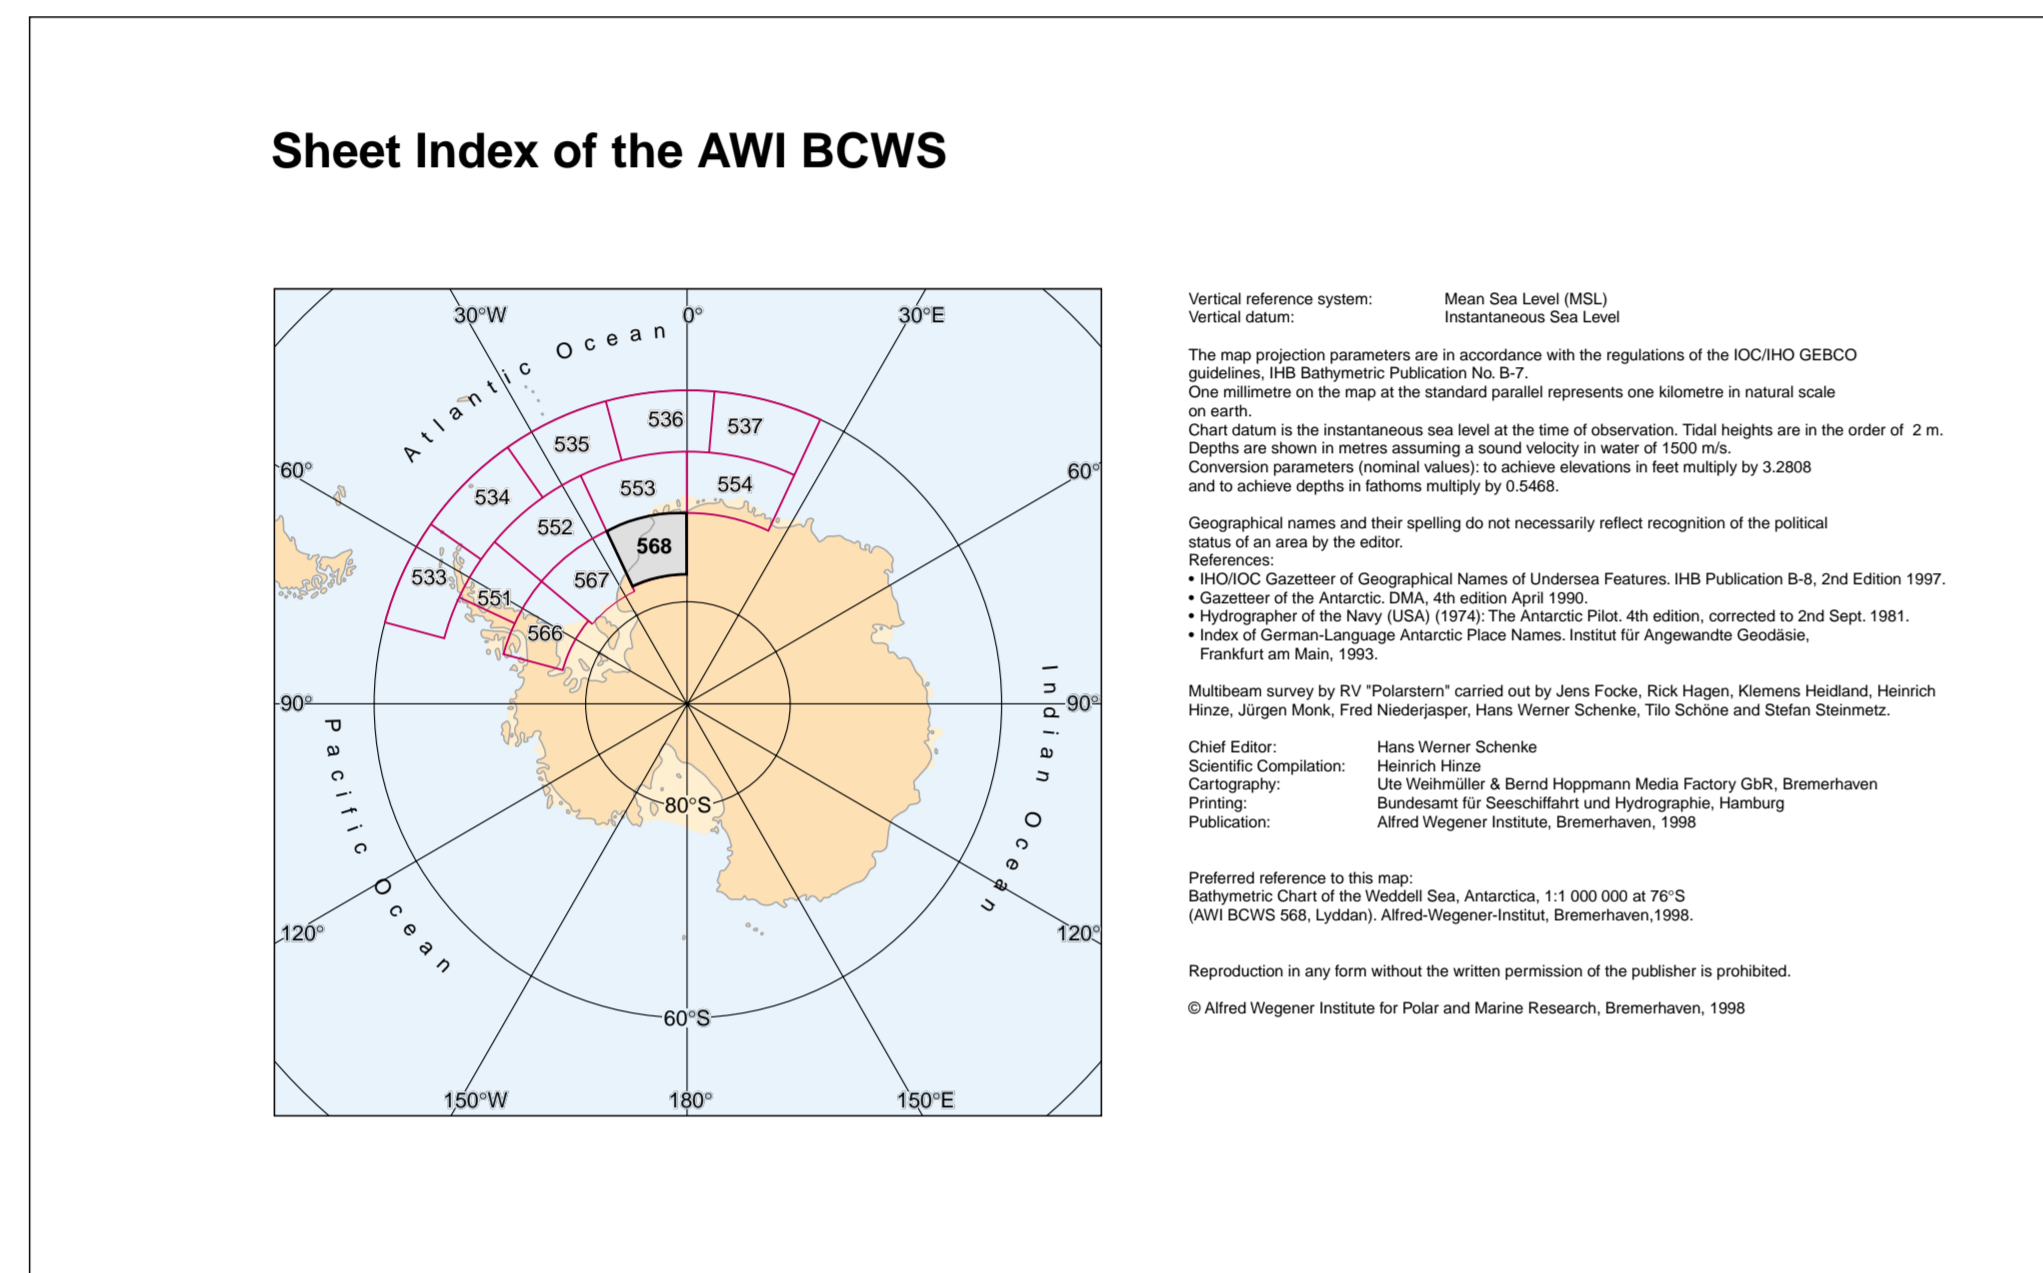 Sheet Index of the AWI BCWS
30°W
0°
30°E
Atlantic Ocean
536
537
535
60°
60°
534
553
554
552
568
533
567
551
566
90°
90°
Indian Ocean
Pacific Ocean
80°S
120°
120°
60°S
150°W
180°
150°E
Vertical reference system: Mean Sea Level (MSL)
Vertical datum: Instantaneous Sea Level
The map projection parameters are in accordance with the regulations of the IOC/IHO GEBCO
guidelines, IHB Bathymetric Publication No. B-7.
One millimetre on the map at the standard parallel represents one kilometre in natural scale
on earth.
Chart datum is the instantaneous sea level at the time of observation. Tidal heights are in the order of 2 m.
Depths are shown in metres assuming a sound velocity in water of 1500 m/s.
Conversion parameters (nominal values): to achieve elevations in feet multiply by 3.2808
and to achieve depths in fathoms multiply by 0.5468.
Geographical names and their spelling do not necessarily reflect recognition of the political
status of an area by the editor.
References:
• IHO/IOC Gazetteer of Geographical Names of Undersea Features. IHB Publication B-8, 2nd Edition 1997.
• Gazetteer of the Antarctic. DMA, 4th edition April 1990.
• Hydrographer of the Navy (USA) (1974): The Antarctic Pilot. 4th edition, corrected to 2nd Sept. 1981.
• Index of German-Language Antarctic Place Names. Institut für Angewandte Geodäsie,
Frankfurt am Main, 1993.
Multibeam survey by RV "Polarstern" carried out by Jens Focke, Rick Hagen, Klemens Heidland, Heinrich
Hinze, Jürgen Monk, Fred Niederjasper, Hans Werner Schenke, Tilo Schöne and Stefan Steinmetz.
Chief Editor: Hans Werner Schenke
Scientific Compilation: Heinrich Hinze
Cartography: Ute Weihmüller & Bernd Hoppmann Media Factory GbR, Bremerhaven
Printing: Bundesamt für Seeschiffahrt und Hydrographie, Hamburg
Publication: Alfred Wegener Institute, Bremerhaven, 1998
Preferred reference to this map:
Bathymetric Chart of the Weddell Sea, Antarctica, 1:1 000 000 at 76°S
(AWI BCWS 568, Lyddan). Alfred-Wegener-Institut, Bremerhaven,1998.
Reproduction in any form without the written permission of the publisher is prohibited.
© Alfred Wegener Institute for Polar and Marine Research, Bremerhaven, 1998